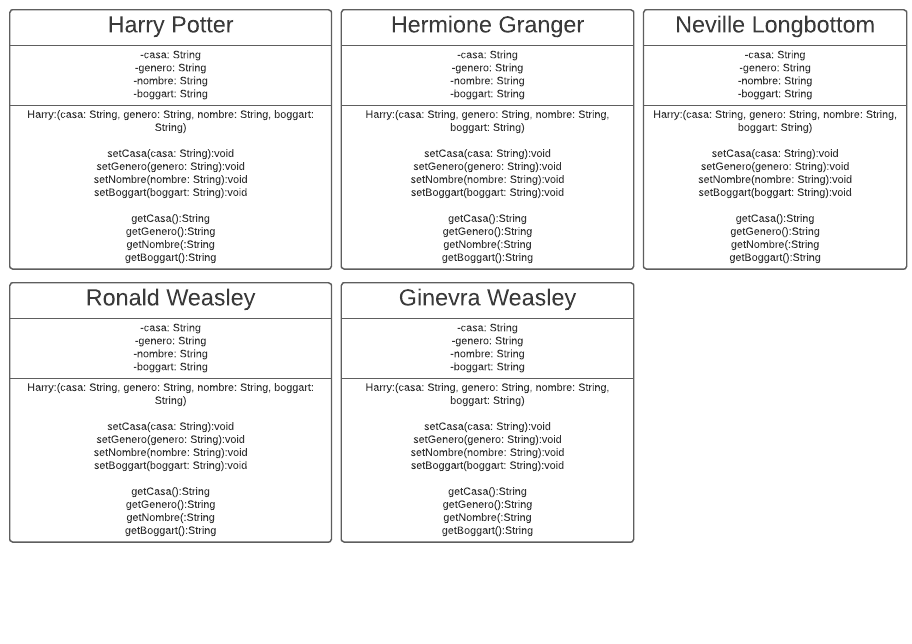 Harry Potter
-casa: String
-genero: String
-nombre: String
-boggart: String
Harry:(casa: String, genero: String, nombre: String, boggart:
String)
setCasa(casa: String):void
setGenero(genero: String):void
setNombre(nombre: String):void
setBoggart(boggart: String):void
getCasa():String
getGenero():String
getNombre(:String
getBoggart():String
Hermione Granger
-casa: String
-genero: String
-nombre: String
-boggart: String
Harry:(casa: String, genero: String, nombre: String,
boggart: String)
setCasa(casa: String):void
setGenero(genero: String):void
setNombre(nombre: String):void
setBoggart(boggart: String):void
getCasa():String
getGenero():String
getNombre(:String
getBoggart():String
Neville Longbottom
-casa: String
-genero: String
-nombre: String
-boggart: String
Harry:(casa: String, genero: String, nombre: String,
boggart: String)
setCasa(casa: String):void
setGenero(genero: String):void
setNombre(nombre: String):void
setBoggart(boggart: String):void
getCasa():String
getGenero():String
getNombre(:String
getBoggart():String
Ronald Weasley
-casa: String
-genero: String
-nombre: String
-boggart: String
Harry:(casa: String, genero: String, nombre: String, boggart:
String)
setCasa(casa: String):void
setGenero(genero: String):void
setNombre(nombre: String):void
setBoggart(boggart: String):void
getCasa():String
getGenero():String
getNombre(:String
getBoggart():String
Ginevra Weasley
-casa: String
-genero: String
-nombre: String
-boggart: String
Harry:(casa: String, genero: String, nombre: String,
boggart: String)
setCasa(casa: String):void
setGenero(genero: String):void
setNombre(nombre: String):void
setBoggart(boggart: String):void
getCasa():String
getGenero():String
getNombre(:String
getBoggart():String